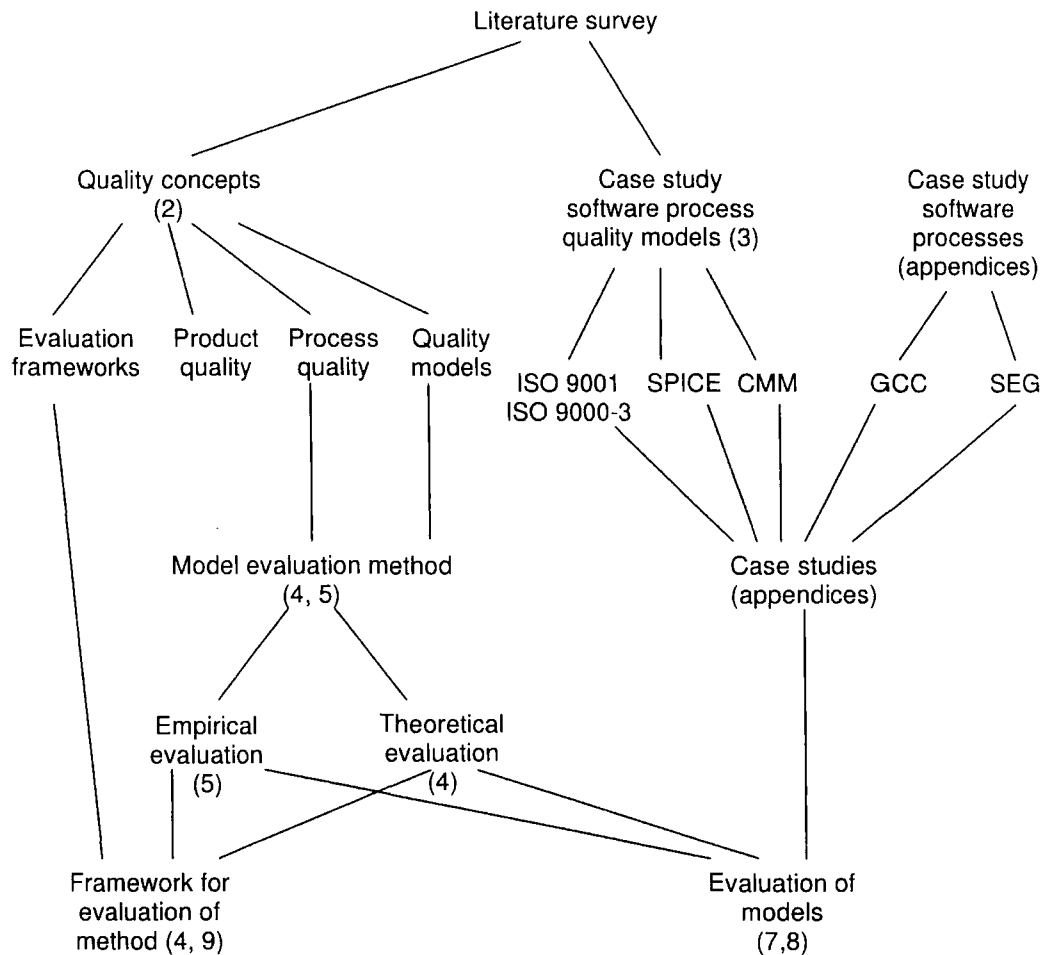 Literature survey
Quality concepts
(2)
Case study
software process
quality models (3)
Case study
software
processes
(appendices)
Evaluation
frameworks
Product
quality
Process
quality
Quality
models
ISO 9001
ISO 9000-3
SPICE
CMM
GCC
SEG
Model evaluation method
(4, 5)
Case studies
(appendices)
Empirical
evaluation
(5)
Theoretical
evaluation
(4)
Framework for
evaluation of
method (4, 9)
Evaluation of
models
(7,8)